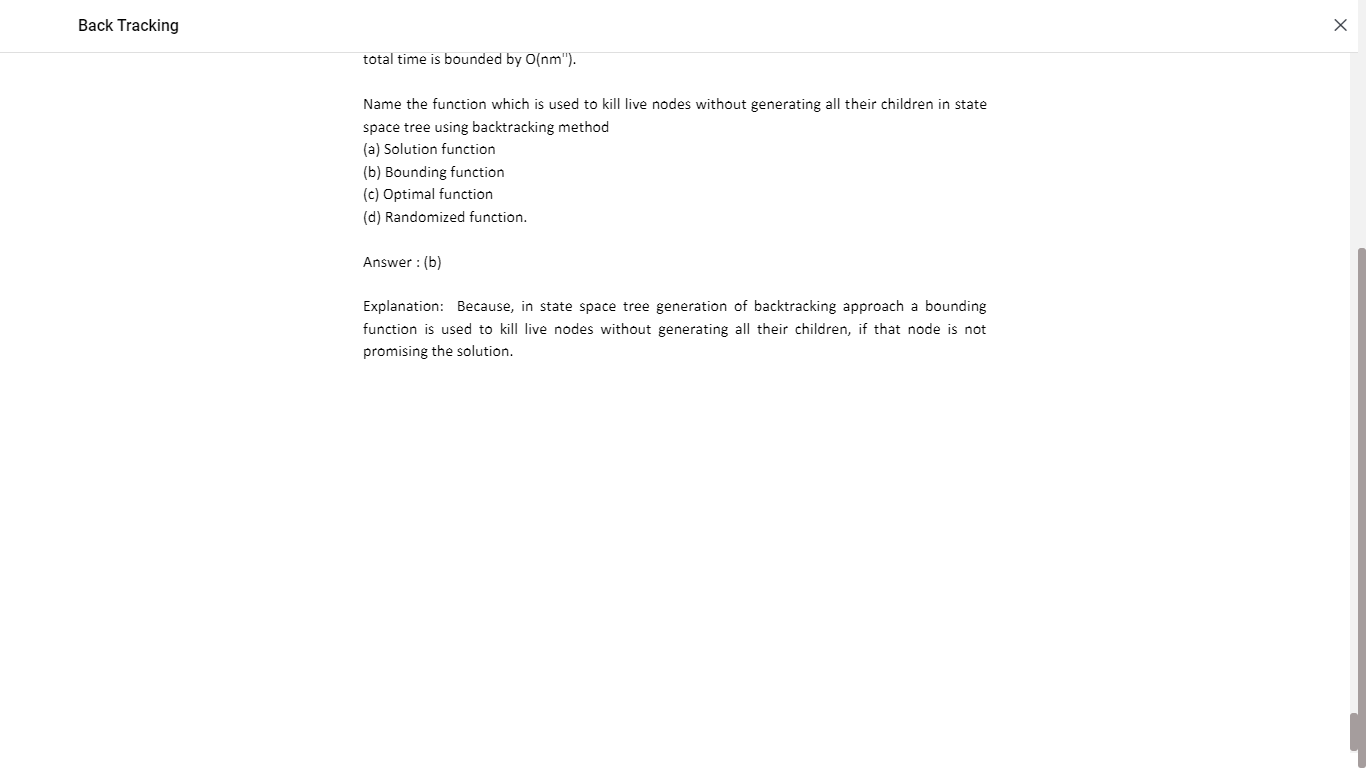 Back Tracking
total time is bounded by O(nm").
Name the function which is used to kill live nodes without generating all their children in state
space tree using backtracking method
(a) Solution function
(b) Bounding function
(c) Optimal function
(d) Randomized function.
Answer : (b)
Explanation:  Because, in state space tree generation of backtracking approach a bounding
function is used to kill live nodes without generating all their children, if that node is not
promising the solution.